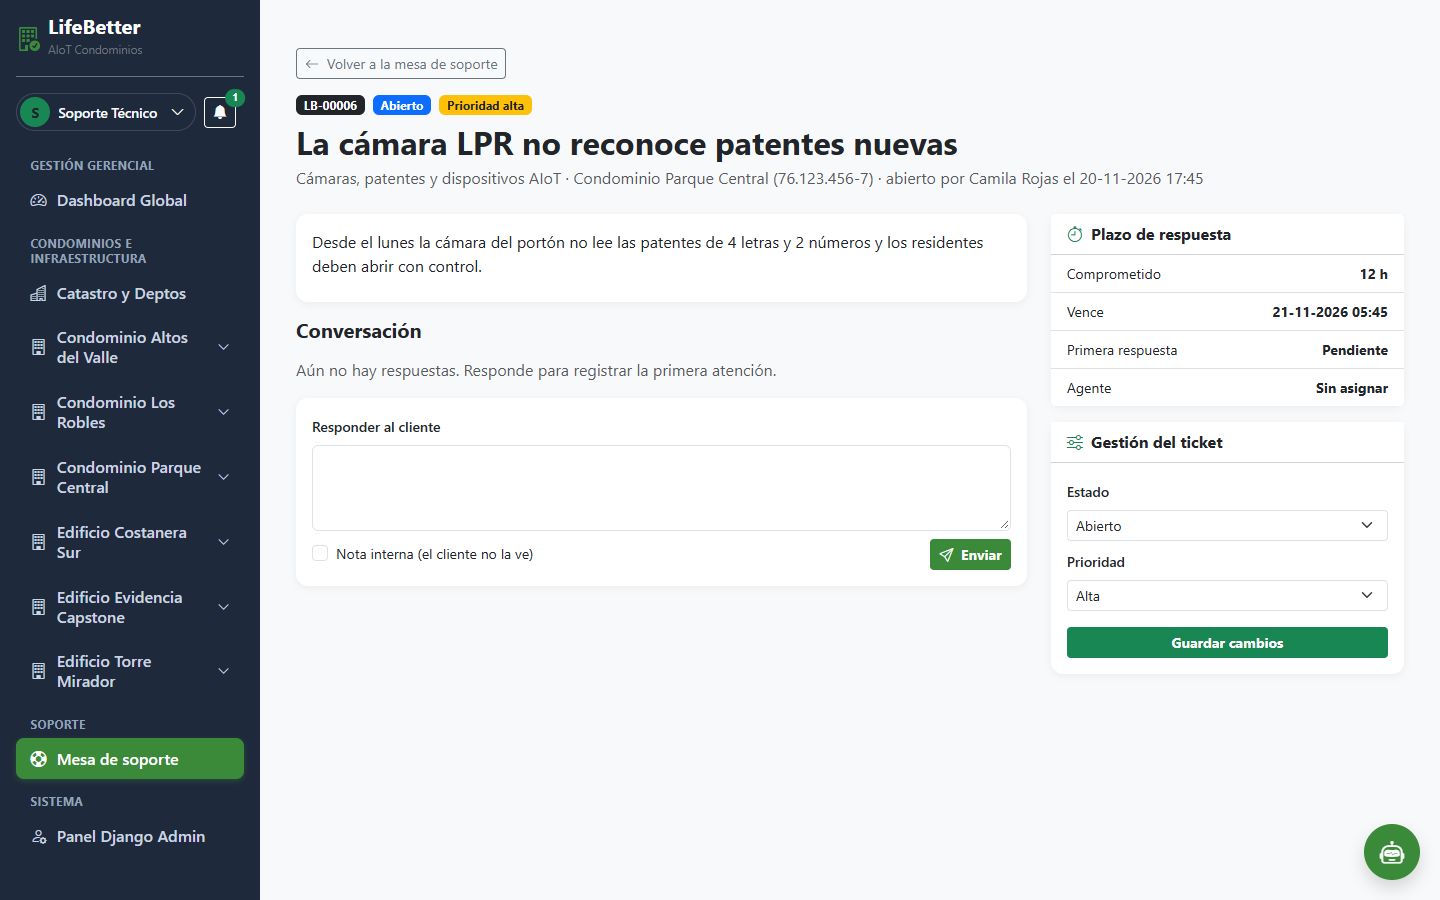 LifeBetter
AIoT Condominios
S
Soporte Técnico
1
GESTIÓN GERENCIAL
Dashboard Global
CONDOMINIOS E
INFRAESTRUCTURA
Catastro y Deptos
Condominio Altos
del Valle
Condominio Los
Robles
Condominio Parque
Central
Edificio Costanera
Sur
Edificio Evidencia
Capstone
Edificio Torre
Mirador
SOPORTE
Mesa de soporte
SISTEMA
Panel Django Admin
Volver a la mesa de soporte
LB-00006 Abierto Prioridad alta
La cámara LPR no reconoce patentes nuevas
Cámaras, patentes y dispositivos AIoT · Condominio Parque Central (76.123.456-7) · abierto por Camila Rojas el 20-11-2026 17:45
Desde el lunes la cámara del portón no lee las patentes de 4 letras y 2 números y los residentes
deben abrir con control.
Conversación
Aún no hay respuestas. Responde para registrar la primera atención.
Responder al cliente
Nota interna (el cliente no la ve)
Enviar
Plazo de respuesta
Comprometido 12 h
Vence 21-11-2026 05:45
Primera respuesta Pendiente
Agente Sin asignar
Gestión del ticket
Estado
Abierto
Prioridad
Alta
Guardar cambios